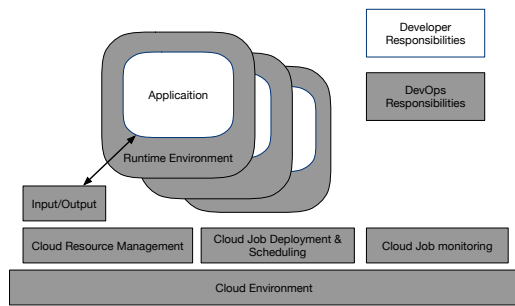 Developer
Responsibilities
Applicaition
DevOps
Responsibilities
Runtime Environment
Input/Output
Cloud Resource Management
Cloud Job Deployment &
Scheduling
Cloud Job monitoring
Cloud Environment